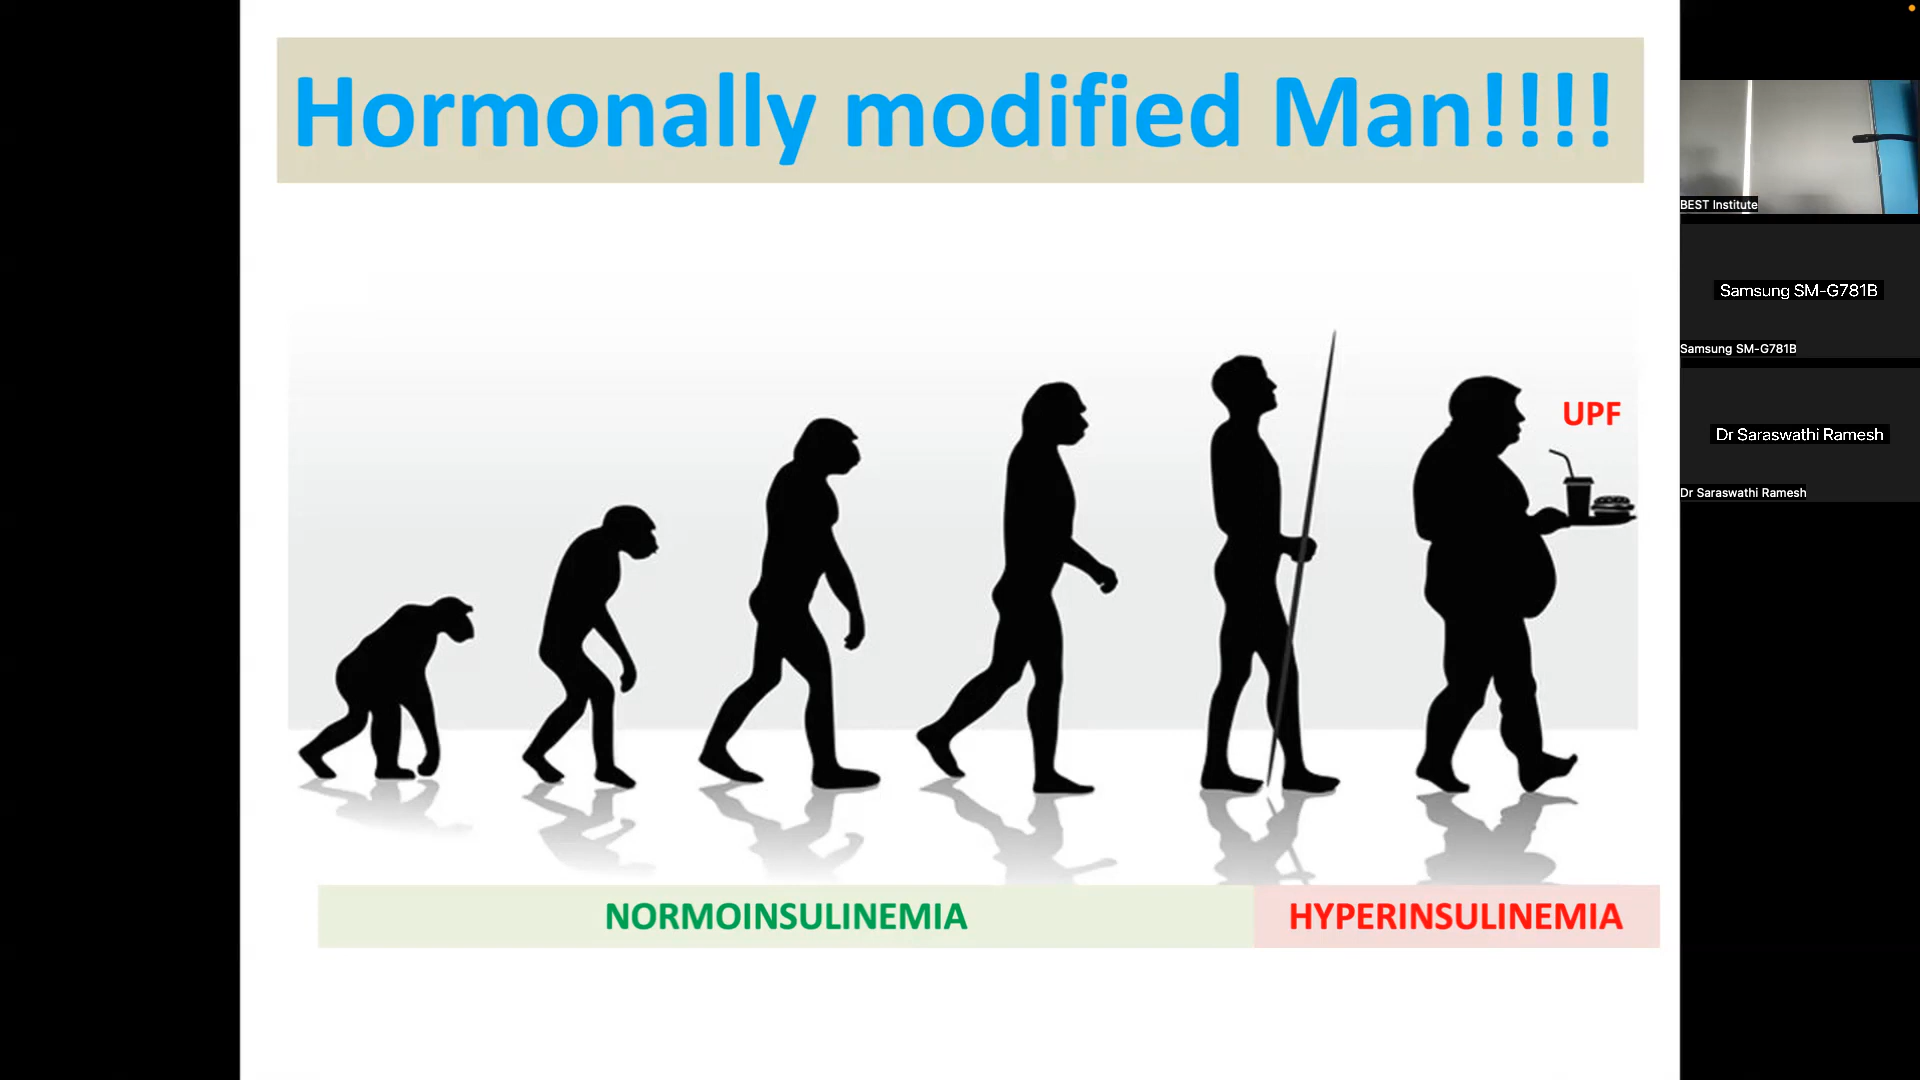 Hormonally modified Man!!!!
UPF
NORMOINSULINEMIA
HYPERINSULINEMIA
BEST Institute
Samsung SM-G781B
Samsung SM-G781B
Dr Saraswathi Ramesh
Dr Saraswathi Ramesh